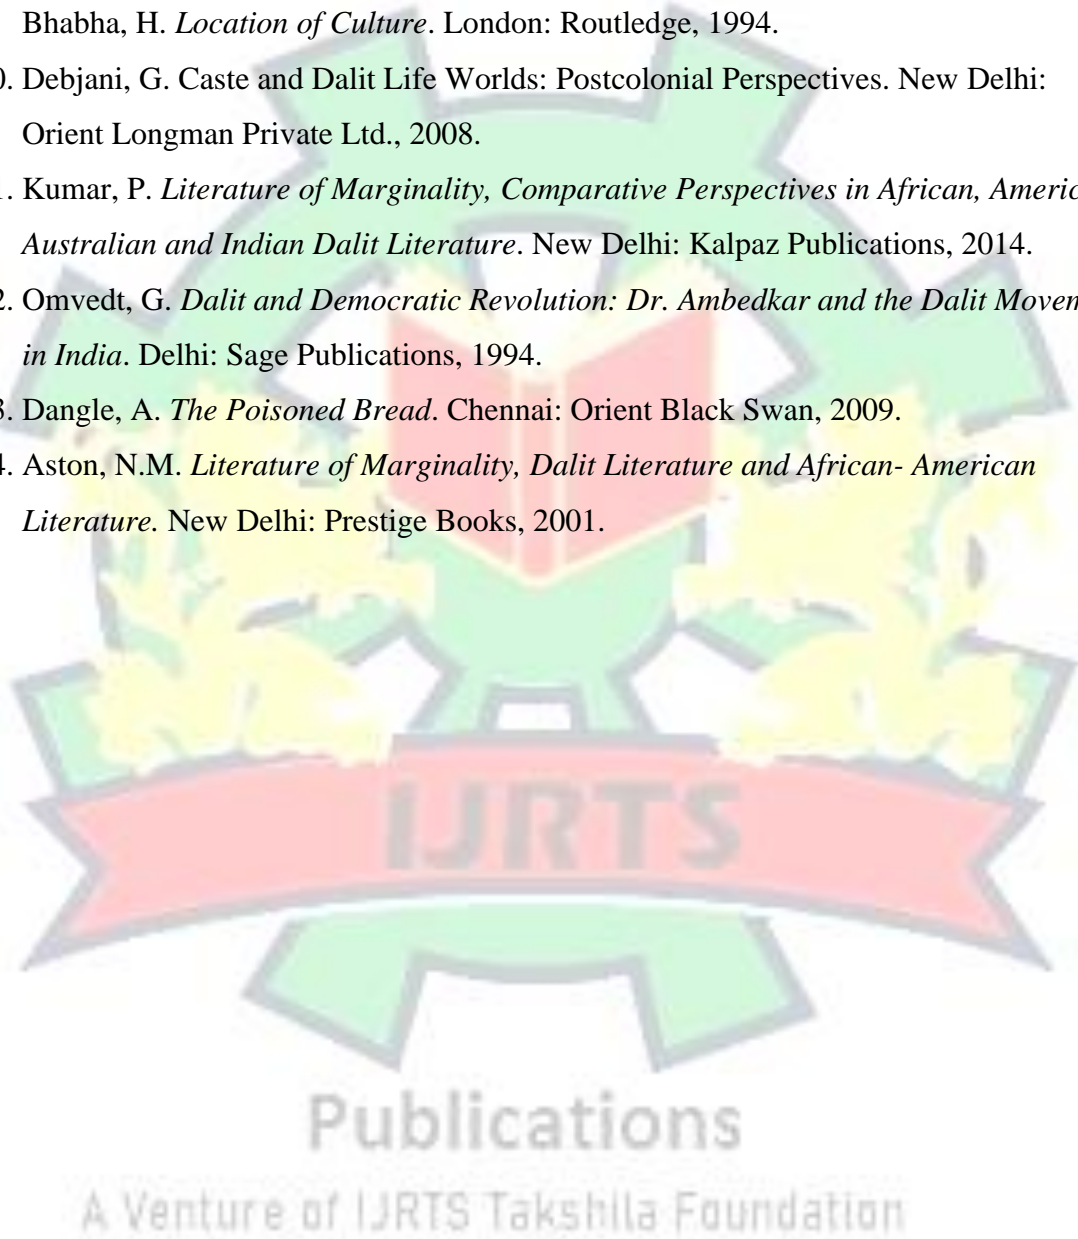 Bhabha, H. Location of Culture. London: Routledge, 1994.
0. Debjani, G. Caste and Dalit Life Worlds: Postcolonial Perspectives. New Delhi:
Orient Longman Private Ltd., 2008.
1. Kumar, P. Literature of Marginality, Comparative Perspectives in African, Americ
Australian and Indian Dalit Literature. New Delhi: Kalpaz Publications, 2014.
2. Omvedt, G. Dalit and Democratic Revolution: Dr. Ambedkar and the Dalit Movem
in India. Delhi: Sage Publications, 1994.
3. Dangle, A. The Poisoned Bread. Chennai: Orient Black Swan, 2009.
4. Aston, N.M. Literature of Marginality, Dalit Literature and African- American
Literature. New Delhi: Prestige Books, 2001.
IJRTS
Publications
A Venture of IJRTS Takshila Foundation